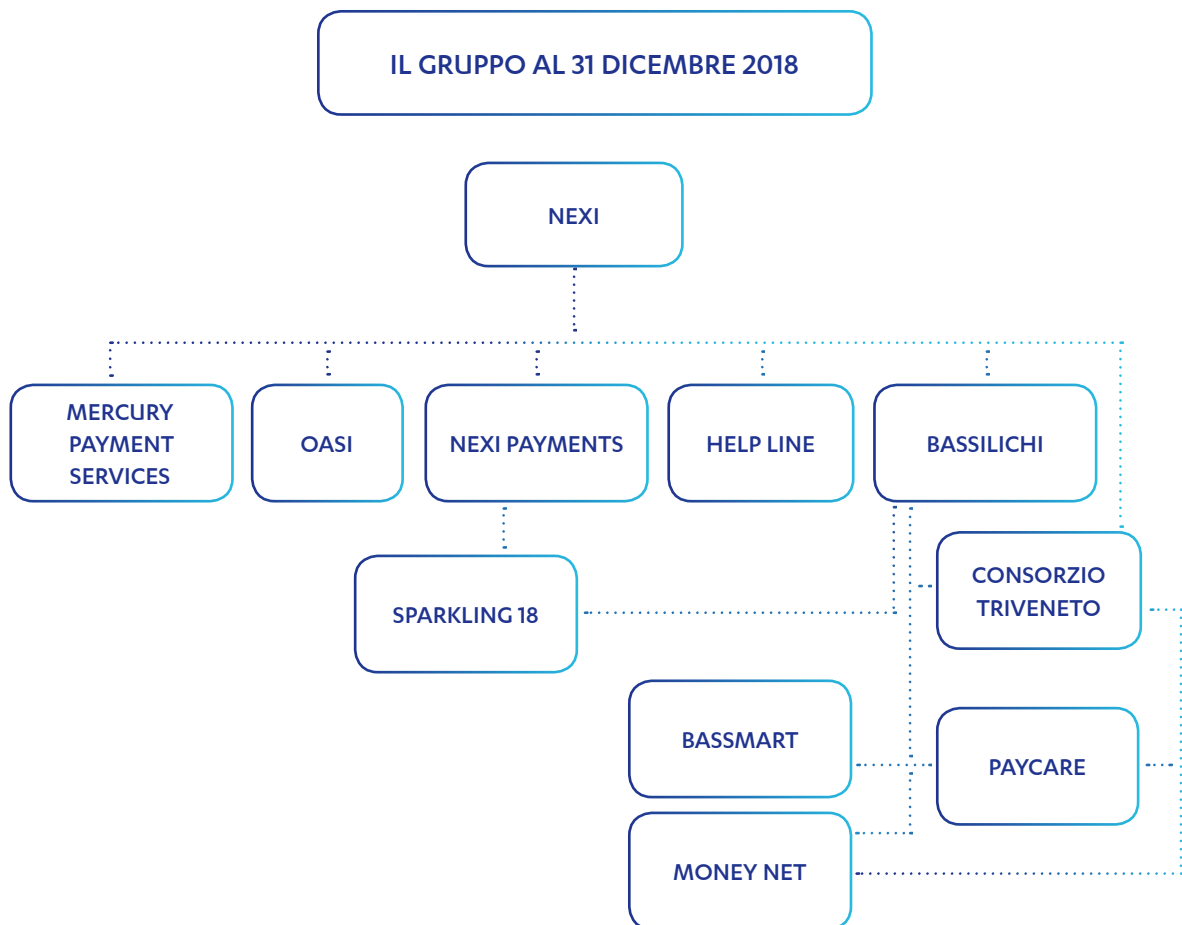 IL GRUPPO AL 31 DICEMBRE 2018
NEXI
MERCURY
PAYMENT
SERVICES
OASI
NEXI PAYMENTS
HELP LINE
BASSILICHI
SPARKLING 18
CONSORZIO
TRIVENETO
BASSMART
PAYCARE
MONEY NET